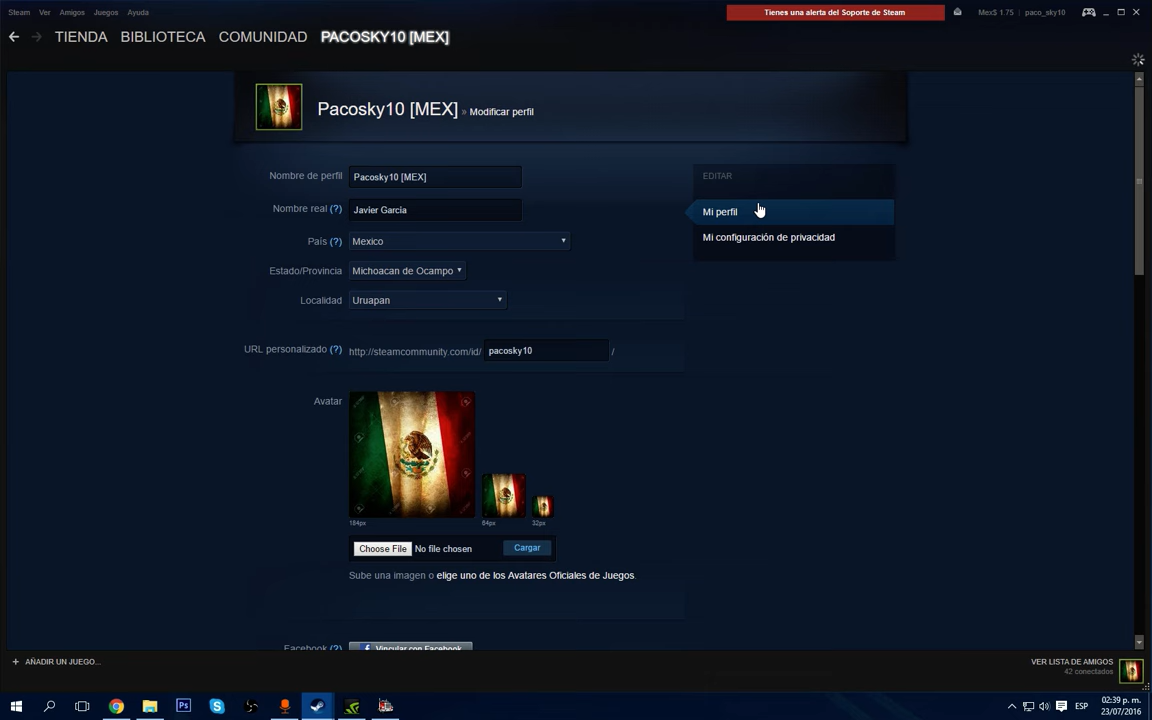 Steam Ver Amigos Juegos Ayuda
Tienes una alerta del Soporte de Steam
Mex$ 1.75 | paco_sky10
TIENDA BIBLIOTECA COMUNIDAD PACOSKY10 [MEX]
Pacosky10 [MEX] » Modificar perfil
Nombre de perfil Pacosky10 [MEX]
Nombre real (?) Javier Garcia
País (?) Mexico
Estado/Provincia Michoacan de Ocampo
Localidad Uruapan
URL personalizado (?) http://steamcommunity.com/id/ pacosky10 /
Avatar
184px 64px 32px
Choose File No file chosen Cargar
Sube una imagen o elige uno de los Avatares Oficiales de Juegos.
Facebook (?) Vincular con Facebook
EDITAR
Mi perfil
Mi configuración de privacidad
+ AÑADIR UN JUEGO...
VER LISTA DE AMIGOS
42 conectados
Ps
ESP
02:39 p. m.
23/07/2016